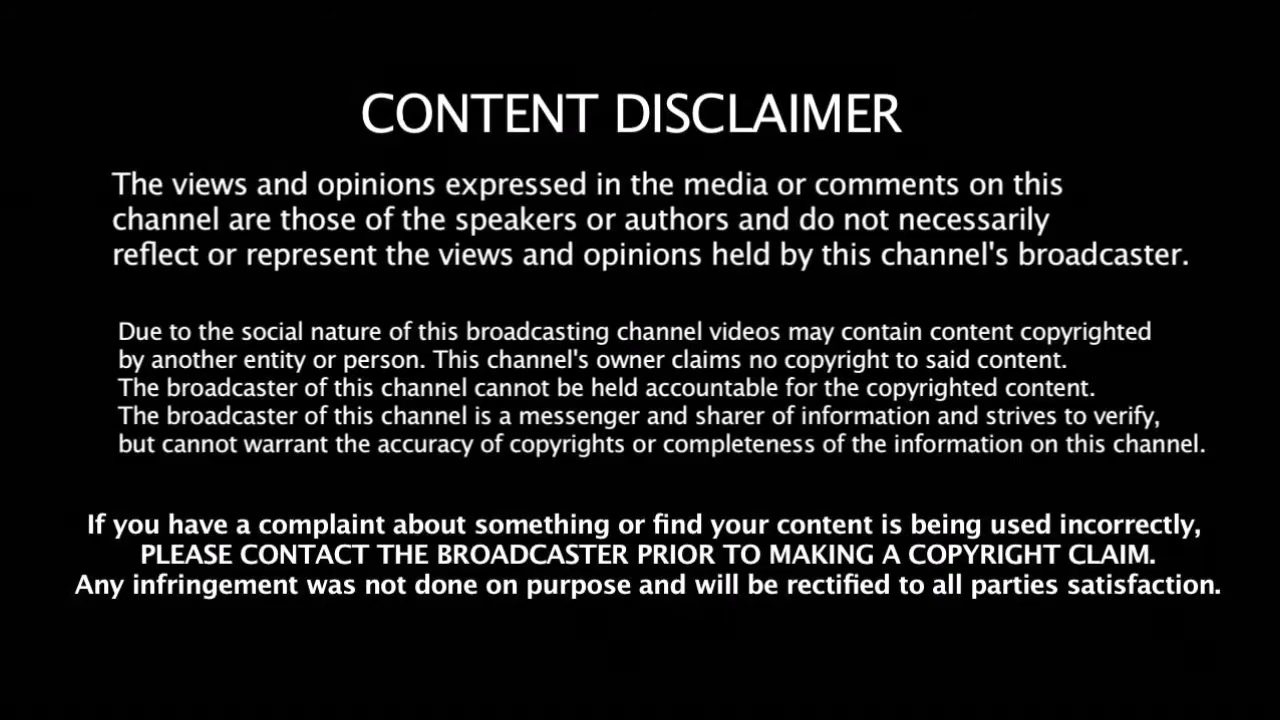 CONTENT DISCLAIMER
The views and opinions expressed in the media or comments on this
channel are those of the speakers or authors and do not necessarily
reflect or represent the views and opinions held by this channel's broadcaster.
Due to the social nature of this broadcasting channel videos may contain content copyrighted
by another entity or person. This channel's owner claims no copyright to said content.
The broadcaster of this channel cannot be held accountable for the copyrighted content.
The broadcaster of this channel is a messenger and sharer of information and strives to verify,
but cannot warrant the accuracy of copyrights or completeness of the information on this channel.
If you have a complaint about something or find your content is being used incorrectly,
PLEASE CONTACT THE BROADCASTER PRIOR TO MAKING A COPYRIGHT CLAIM.
Any infringement was not done on purpose and will be rectified to all parties satisfaction.